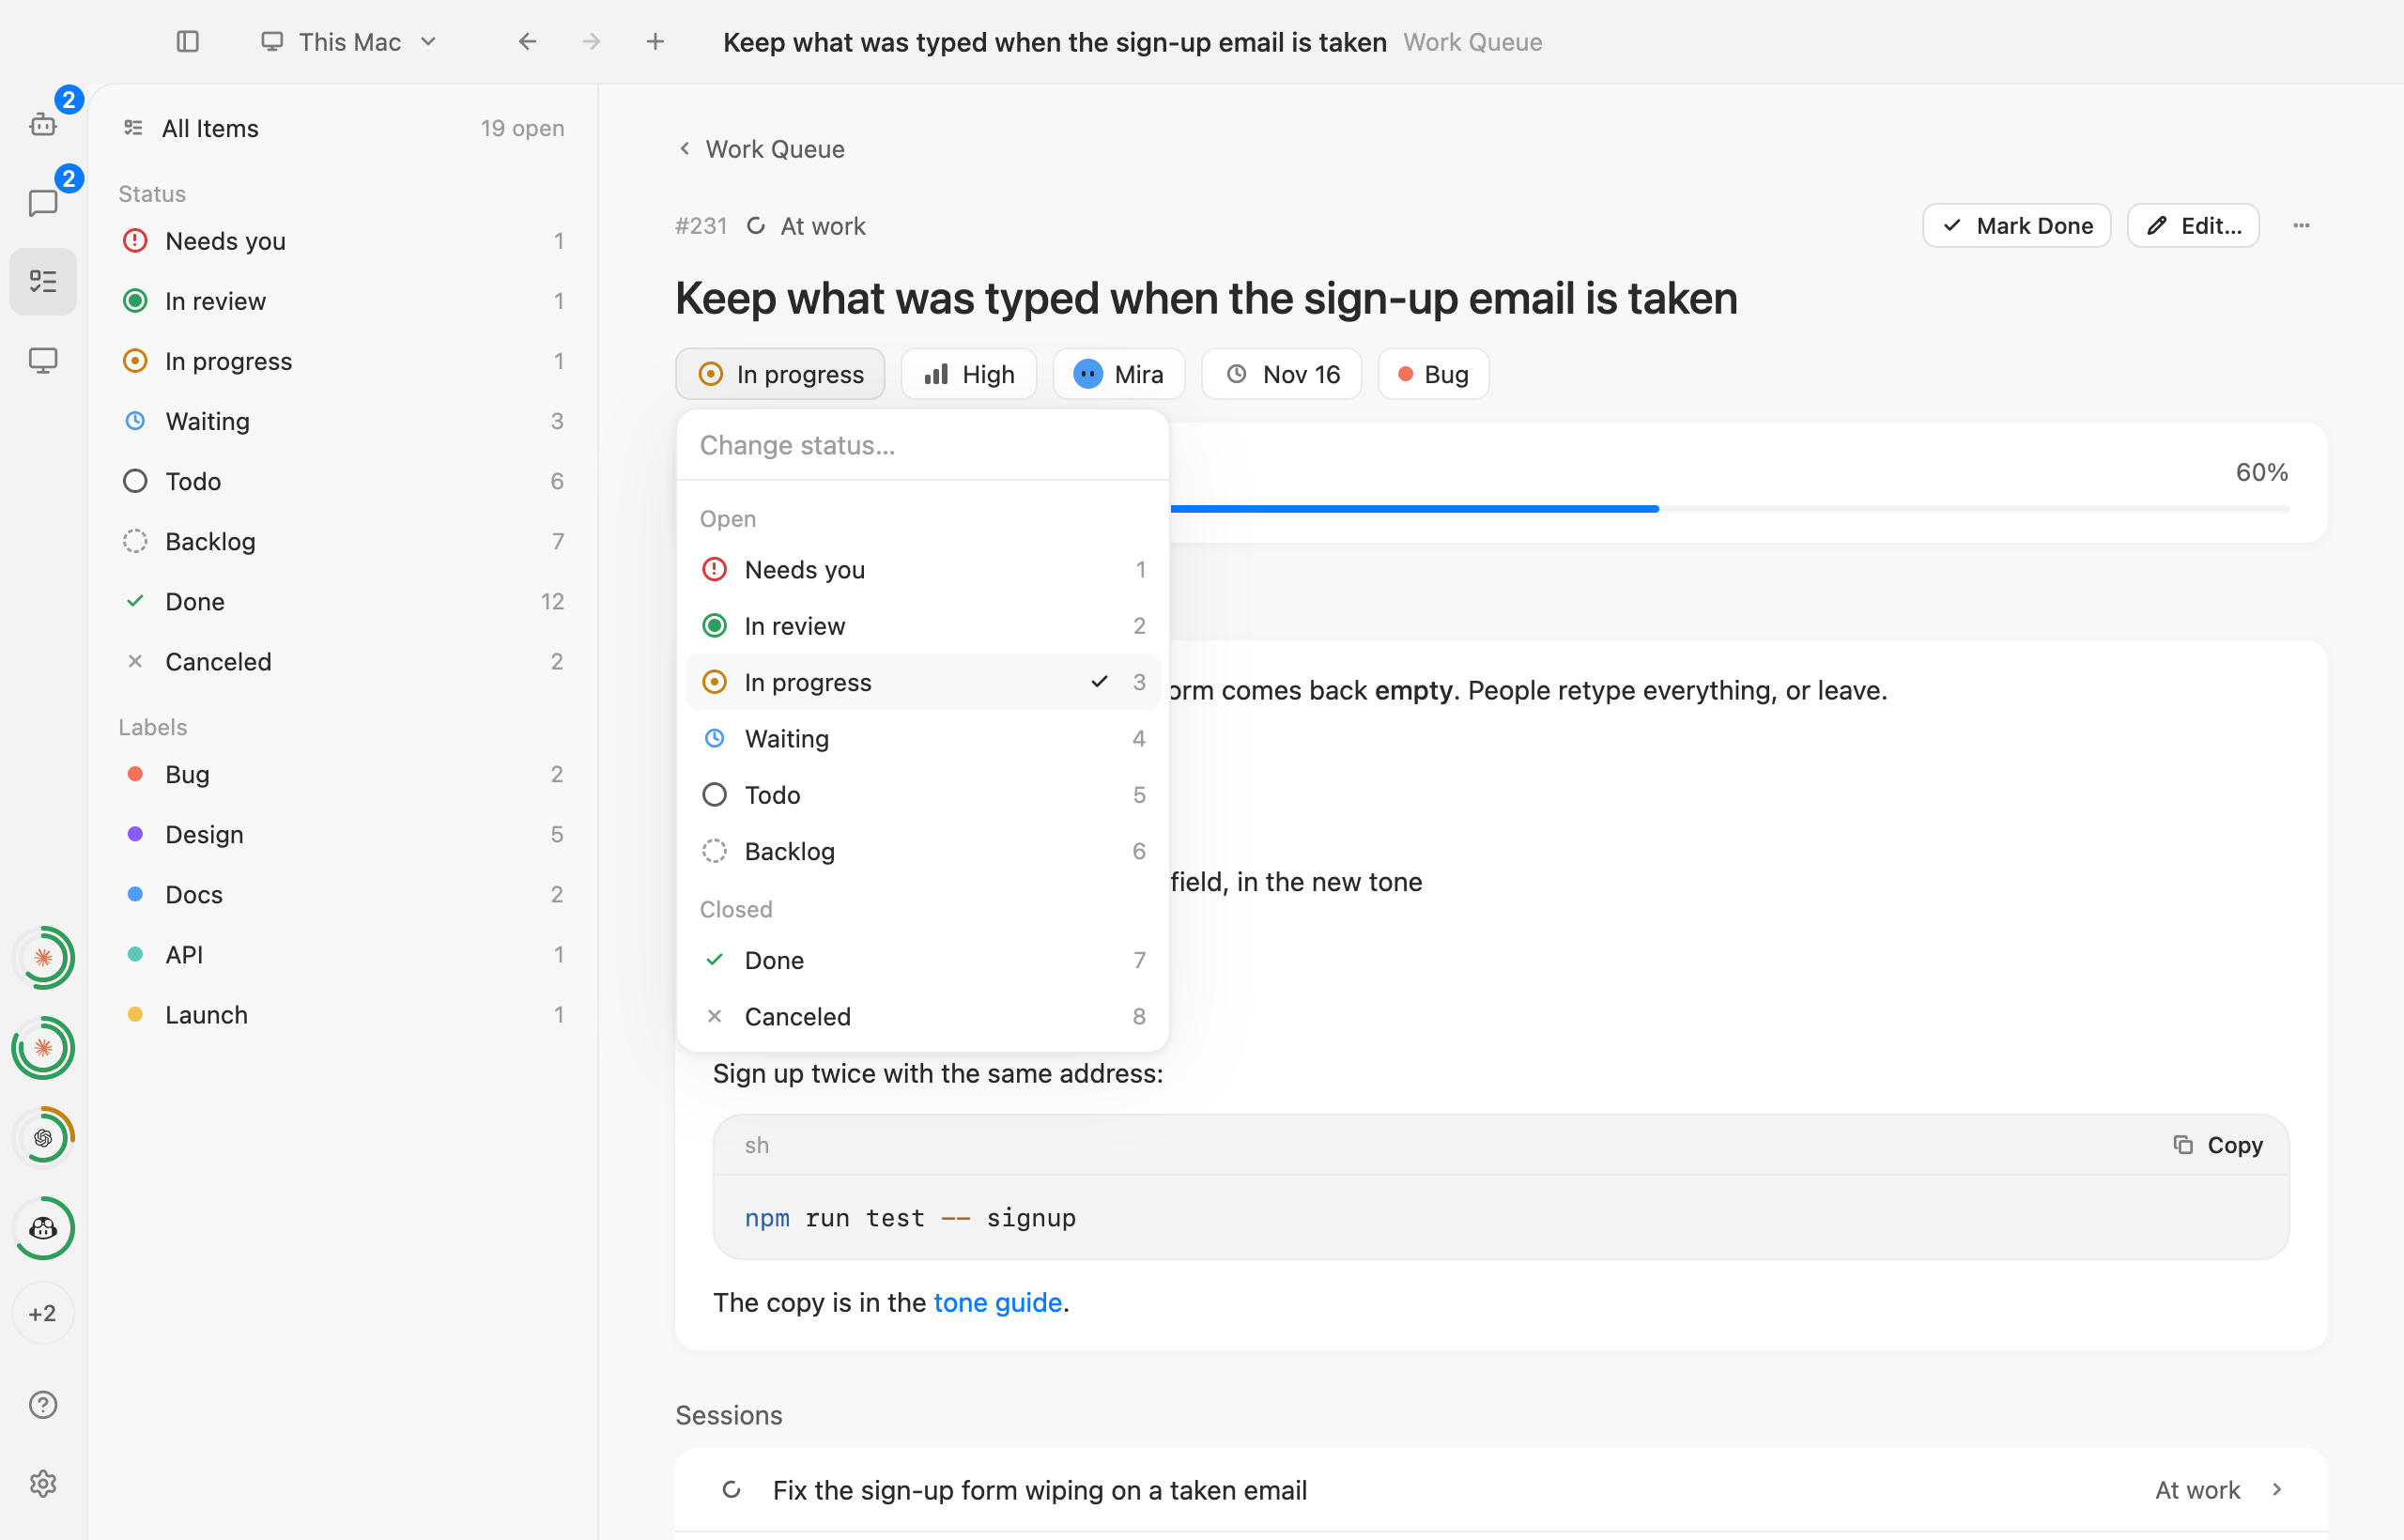 This Mac
Keep what was typed when the sign-up email is taken Work Queue
2
2
All Items 19 open
Status
Needs you 1
In review 1
In progress 1
Waiting 3
Todo 6
Backlog 7
Done 12
Canceled 2
Labels
Bug 2
Design 5
Docs 2
API 1
Launch 1
+2
Work Queue
#231 At work
Mark Done
Edit...
Keep what was typed when the sign-up email is taken
In progress High Mira Nov 16 Bug
Change status...
Open
Needs you 1
In review 2
In progress 3
Waiting 4
Todo 5
Backlog 6
Closed
Done 7
Canceled 8
60%
orm comes back empty. People retype everything, or leave.
field, in the new tone
Sign up twice with the same address:
sh Copy
npm run test -- signup
The copy is in the tone guide.
Sessions
Fix the sign-up form wiping on a taken email At work